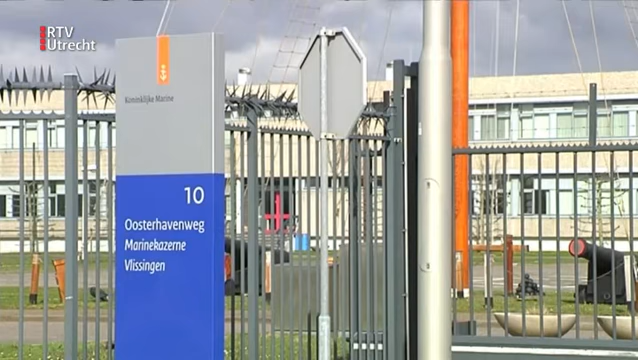 RTV
Utrecht
Koninklijke Marine
10
Oosterhavenweg
Marinekazerne
Vlissingen